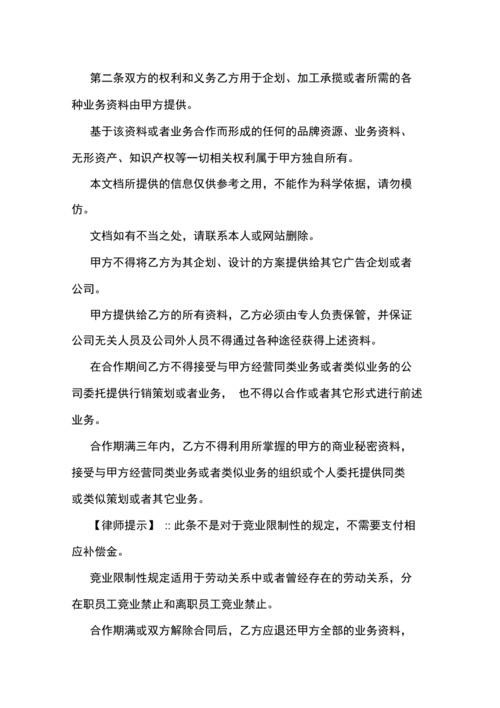 第二条双方的权利和义务乙方用于企划、加工承揽或者所需的各
种业务资料由甲方提供。
基于该资料或者业务合作而形成的任何的品牌资源、业务资料、
无形资产、知识产权等一切相关权利属于甲方独自所有。
本文档所提供的信息仅供参考之用，不能作为科学依据，请勿模
仿。
文档如有不当之处，请联系本人或网站删除。
甲方不得将乙方为其企划、设计的方案提供给其它广告企划或者
公司。
甲方提供给乙方的所有资料，乙方必须由专人负责保管，并保证
公司无关人员及公司外人员不得通过各种途径获得上述资料。
在合作期间乙方不得接受与甲方经营同类业务或者类似业务的公
司委托提供行销策划或者业务， 也不得以合作或者其它形式进行前述
业务。
合作期满三年内，乙方不得利用所掌握的甲方的商业秘密资料，
接受与甲方经营同类业务或者类似业务的组织或个人委托提供同类
或类似策划或者其它业务。
【律师提示】 :: 此条不是对于竞业限制性的规定，不需要支付相
应补偿金。
竞业限制性规定适用于劳动关系中或者曾经存在的劳动关系，分
在职员工竞业禁止和离职员工竞业禁止。
合作期满或双方解除合同后，乙方应退还甲方全部的业务资料，